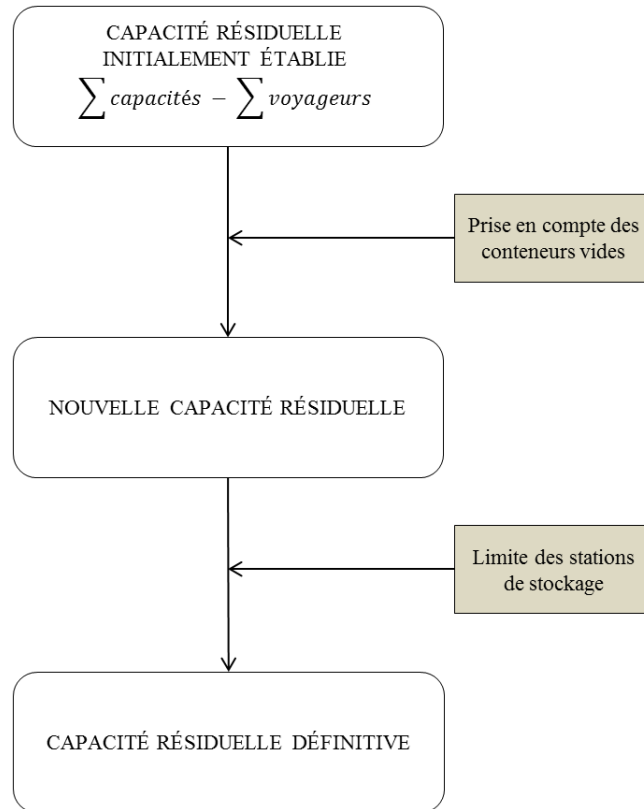 CAPACITÉ RÉSIDUELLE
INITIALEMENT ÉTABLIE
∑ capacités − ∑ voyageurs
Prise en compte des
conteneurs vides
NOUVELLE CAPACITÉ RÉSIDUELLE
Limite des stations
de stockage
CAPACITÉ RÉSIDUELLE DÉFINITIVE